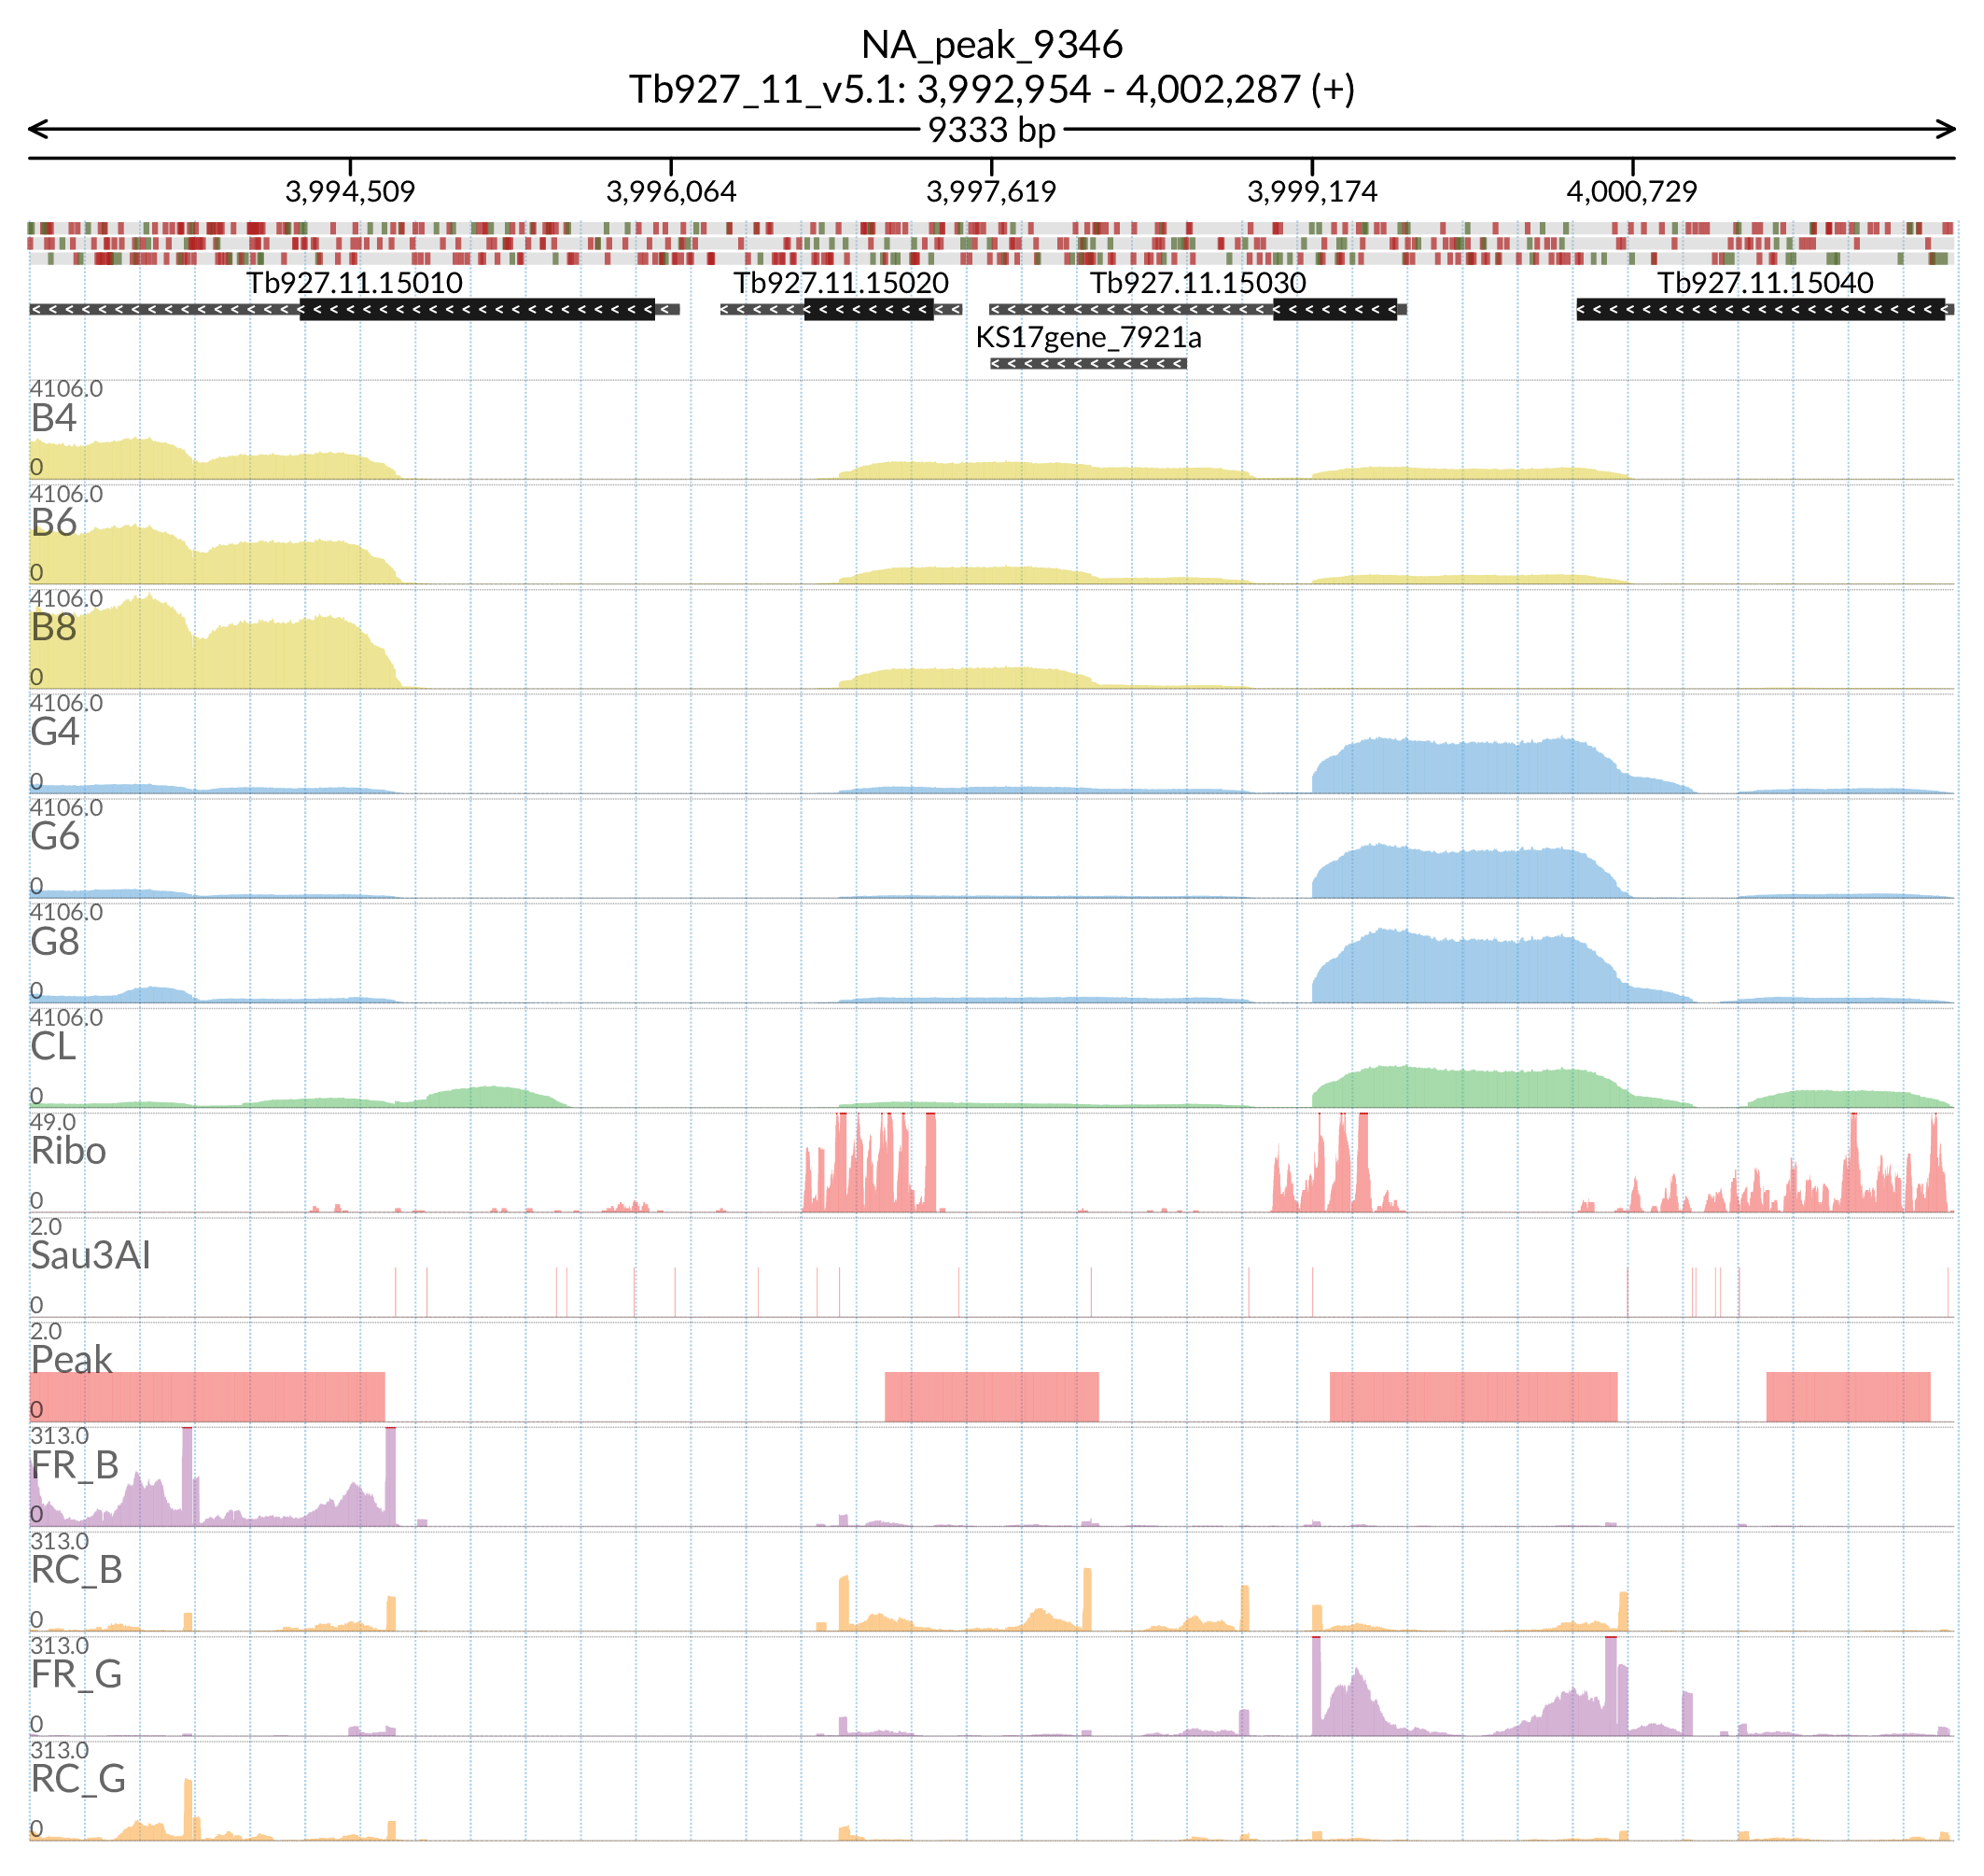 NA_peak_9346
Tb927_11_v5.1: 3,992,954 - 4,002,287 (+)
9333 bp
3,994,509 3,996,064 3,997,619 3,999,174 4,000,729
Tb927.11.15010 Tb927.11.15020 Tb927.11.15030 Tb927.11.15040
KS17gene_7921a
4106.0
B4
0
4106.0
B6
0
4106.0
B8
0
4106.0
G4
0
4106.0
G6
0
4106.0
G8
0
4106.0
CL
0
49.0
Ribo
0
2.0
Sau3AI
0
2.0
Peak
0
313.0
FR_B
0
313.0
RC_B
0
313.0
FR_G
0
313.0
RC_G
0